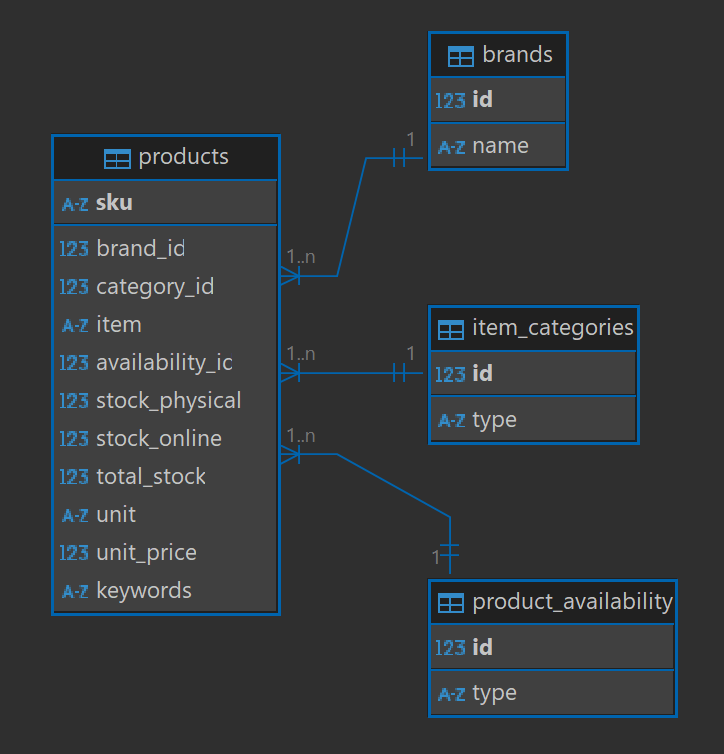 brands
123 id
A-Z name
products
A-Z sku
123 brand_id
123 category_id
A-Z item
123 availability_ic
123 stock_physical
123 stock_online
123 total_stock
A-Z unit
123 unit_price
A-Z keywords
1
1..n
item_categories
123 id
A-Z type
1..n
1
1..n
1
product_availability
123 id
A-Z type